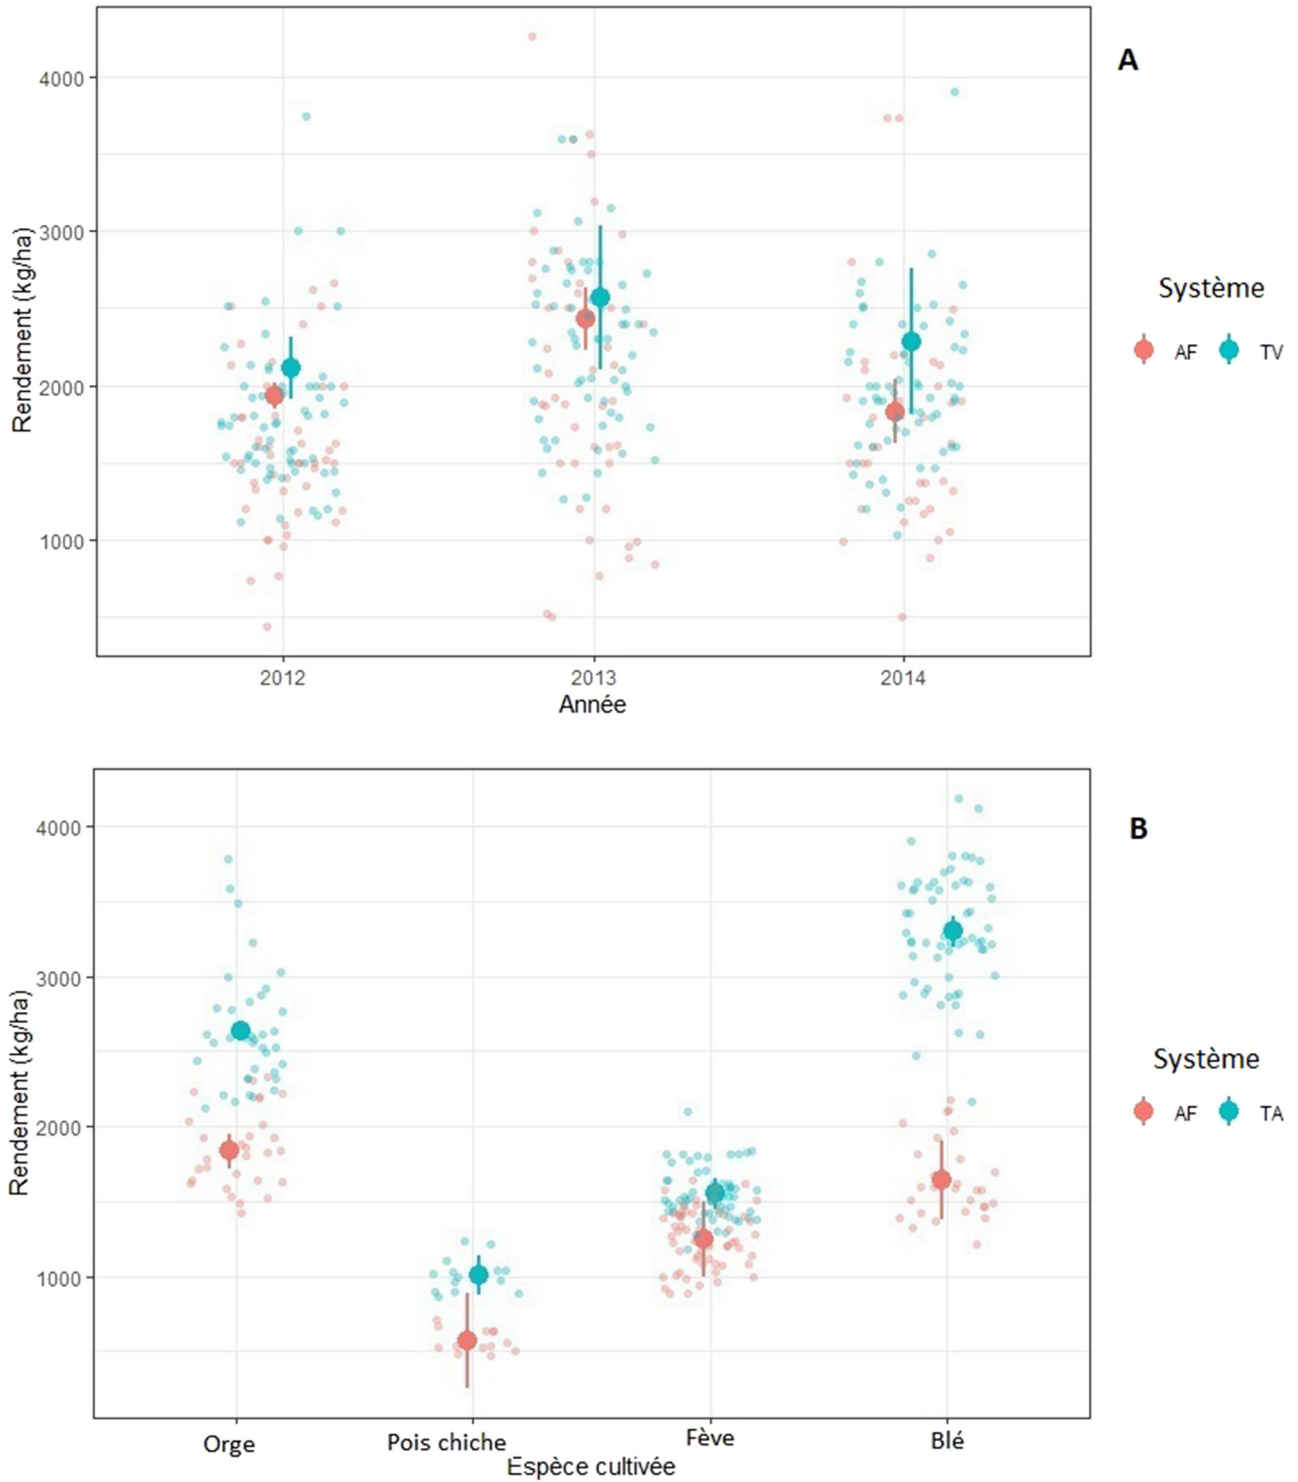 A
4000
3000
2000
1000
Rendement (kg/ha)
2012
2013
2014
Année
Système
AF
TV
B
4000
3000
2000
1000
Rendement (kg/ha)
Orge
Pois chiche
Fève
Blé
Espèce cultivée
Système
AF
TA